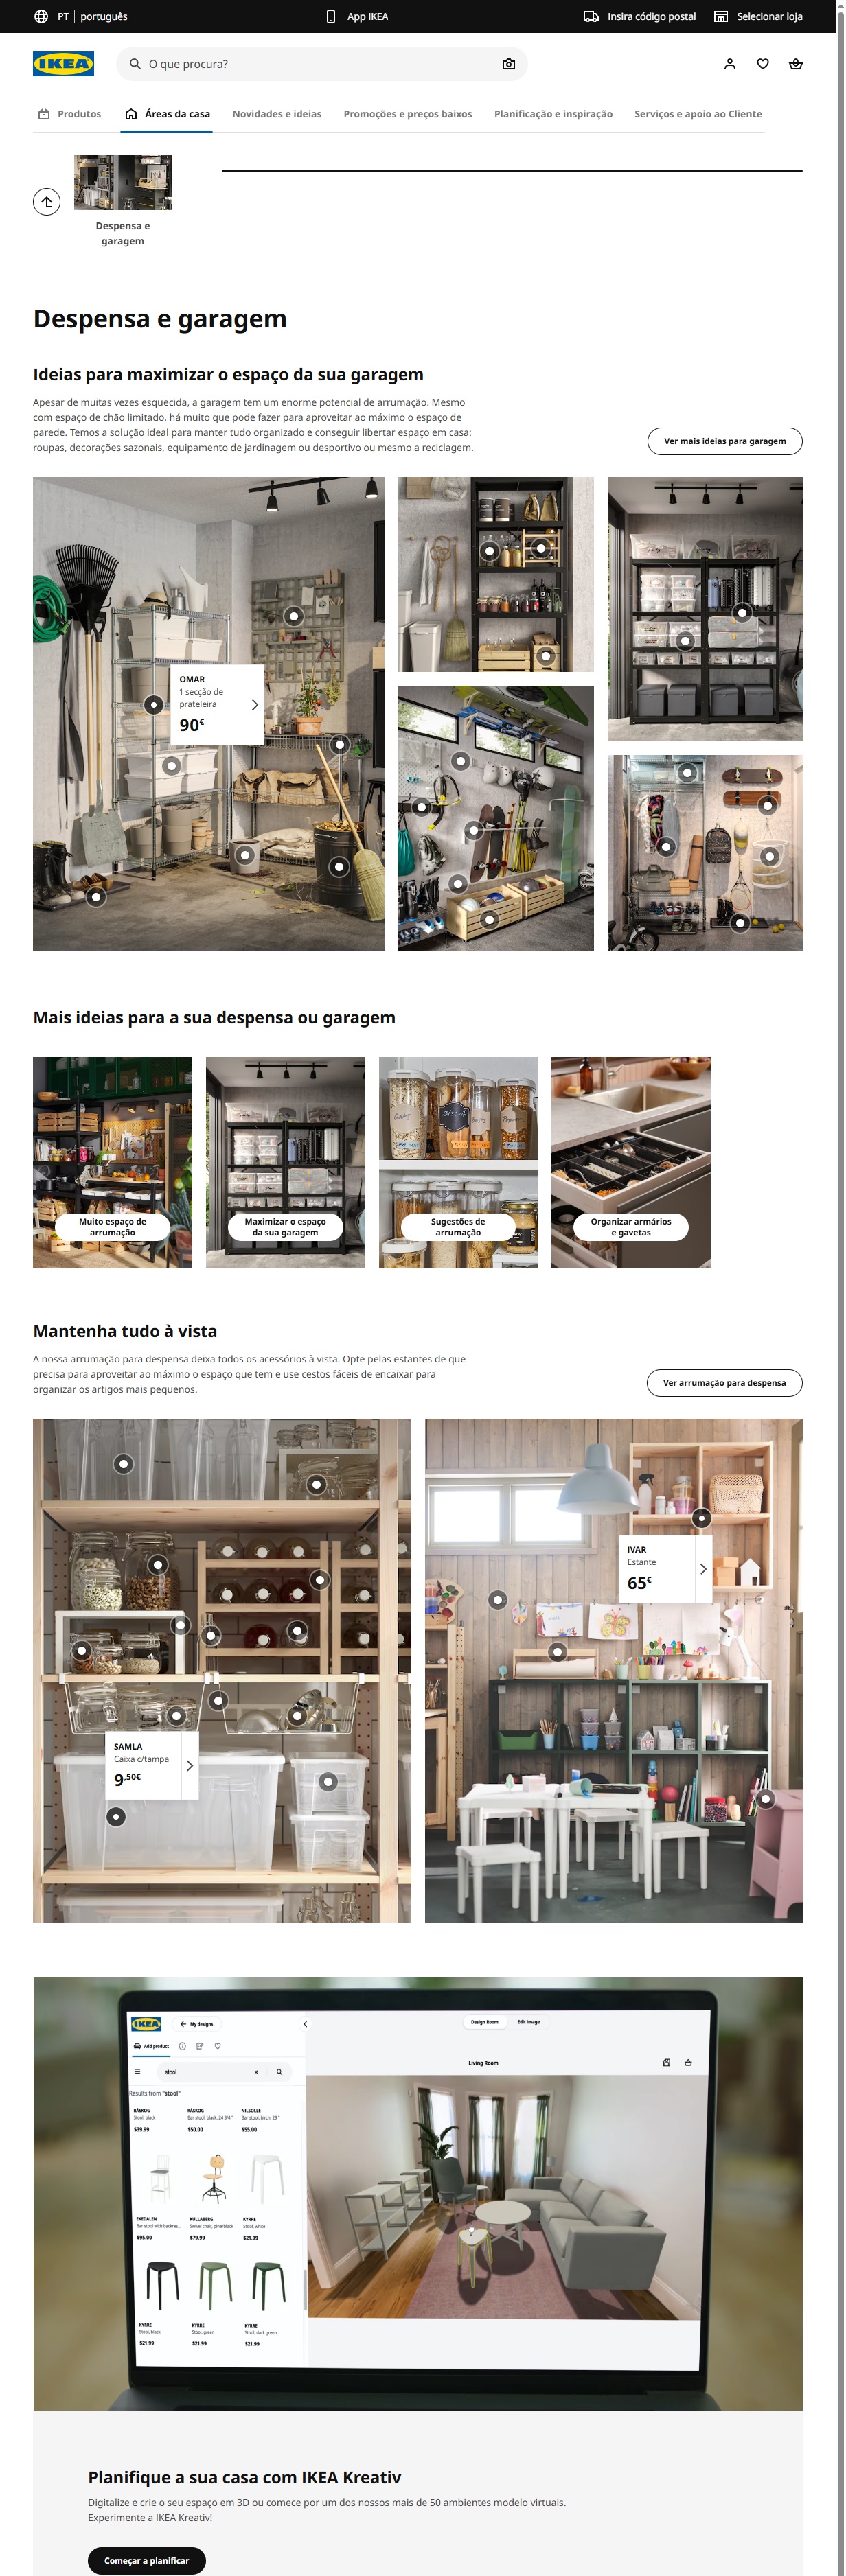 PT português
App IKEA
Insira código postal
Selecionar loja
IKEA
O que procura?
Produtos
Áreas da casa
Novidades e ideias
Promoções e preços baixos
Planificação e inspiração
Serviços e apoio ao Cliente
Despensa e
garagem
Despensa e garagem
Ideias para maximizar o espaço da sua garagem
Apesar de muitas vezes esquecida, a garagem tem um enorme potencial de arrumação. Mesmo
com espaço de chão limitado, há muito que pode fazer para aproveitar ao máximo o espaço de
parede. Temos a solução ideal para manter tudo organizado e conseguir libertar espaço em casa:
roupas, decorações sazonais, equipamento de jardinagem ou desportivo ou mesmo a reciclagem.
Ver mais ideias para garagem
OMAR
1 secção de
prateleira
90€
Mais ideias para a sua despensa ou garagem
Muito espaço de
arrumação
Maximizar o espaço
da sua garagem
Sugestões de
arrumação
Organizar armários
e gavetas
Mantenha tudo à vista
A nossa arrumação para despensa deixa todos os acessórios à vista. Opte pelas estantes de que
precisa para aproveitar ao máximo o espaço que tem e use cestos fáceis de encaixar para
organizar os artigos mais pequenos.
Ver arrumação para despensa
SAMLA
Caixa c/tampa
9,50€
IVAR
Estante
65€
IKEA
My designs
Design Room
Edit Image
Add product
Living Room
stool
Results from "stool"
RÅSKOG
Stool, black
$39.99
RÅSKOG
Bar stool, black, 24 3/4 "
$50.00
NILSOLLE
Bar stool, birch, 29 "
$55.00
EKEDALEN
Bar stool with backres...
$95.00
KULLABERG
Swivel chair, pine/black
$79.99
KYRRE
Stool, white
$21.99
KYRRE
Stool, black
$21.99
KYRRE
Stool, green
$21.99
KYRRE
Stool, dark green
$21.99
Planifique a sua casa com IKEA Kreativ
Digitalize e crie o seu espaço em 3D ou comece por um dos nossos mais de 50 ambientes modelo virtuais.
Experimente a IKEA Kreativ!
Começar a planificar